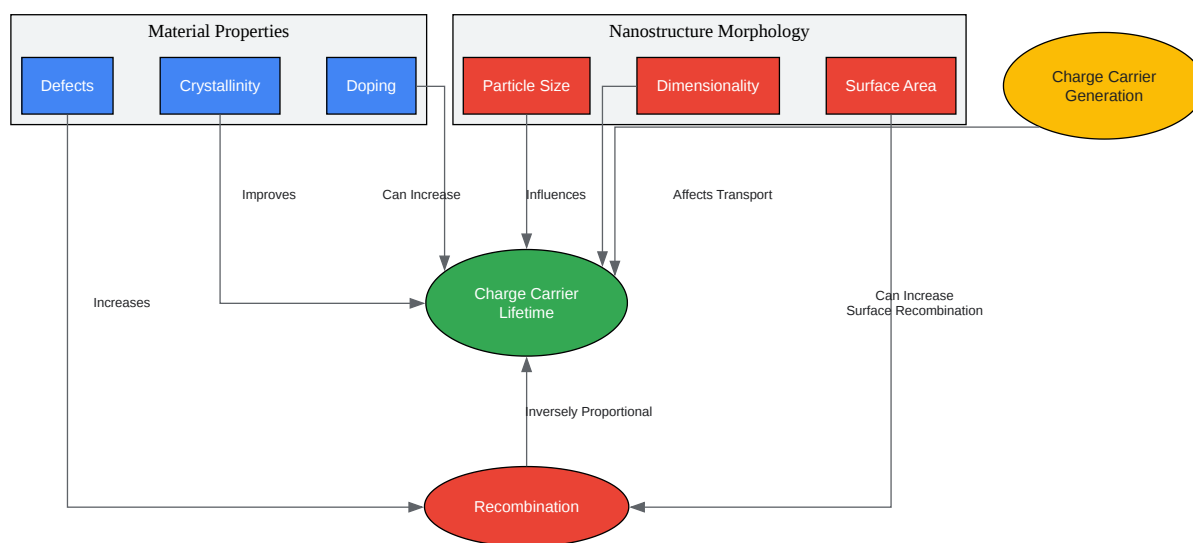 Material Properties
Nanostructure Morphology
Defects
Crystallinity
Doping
Particle Size
Dimensionality
Surface Area
Charge Carrier
Generation
Improves
Can Increase
Influences
Affects Transport
Increases
Charge Carrier
Lifetime
Can Increase
Surface Recombination
Inversely Proportional
Recombination